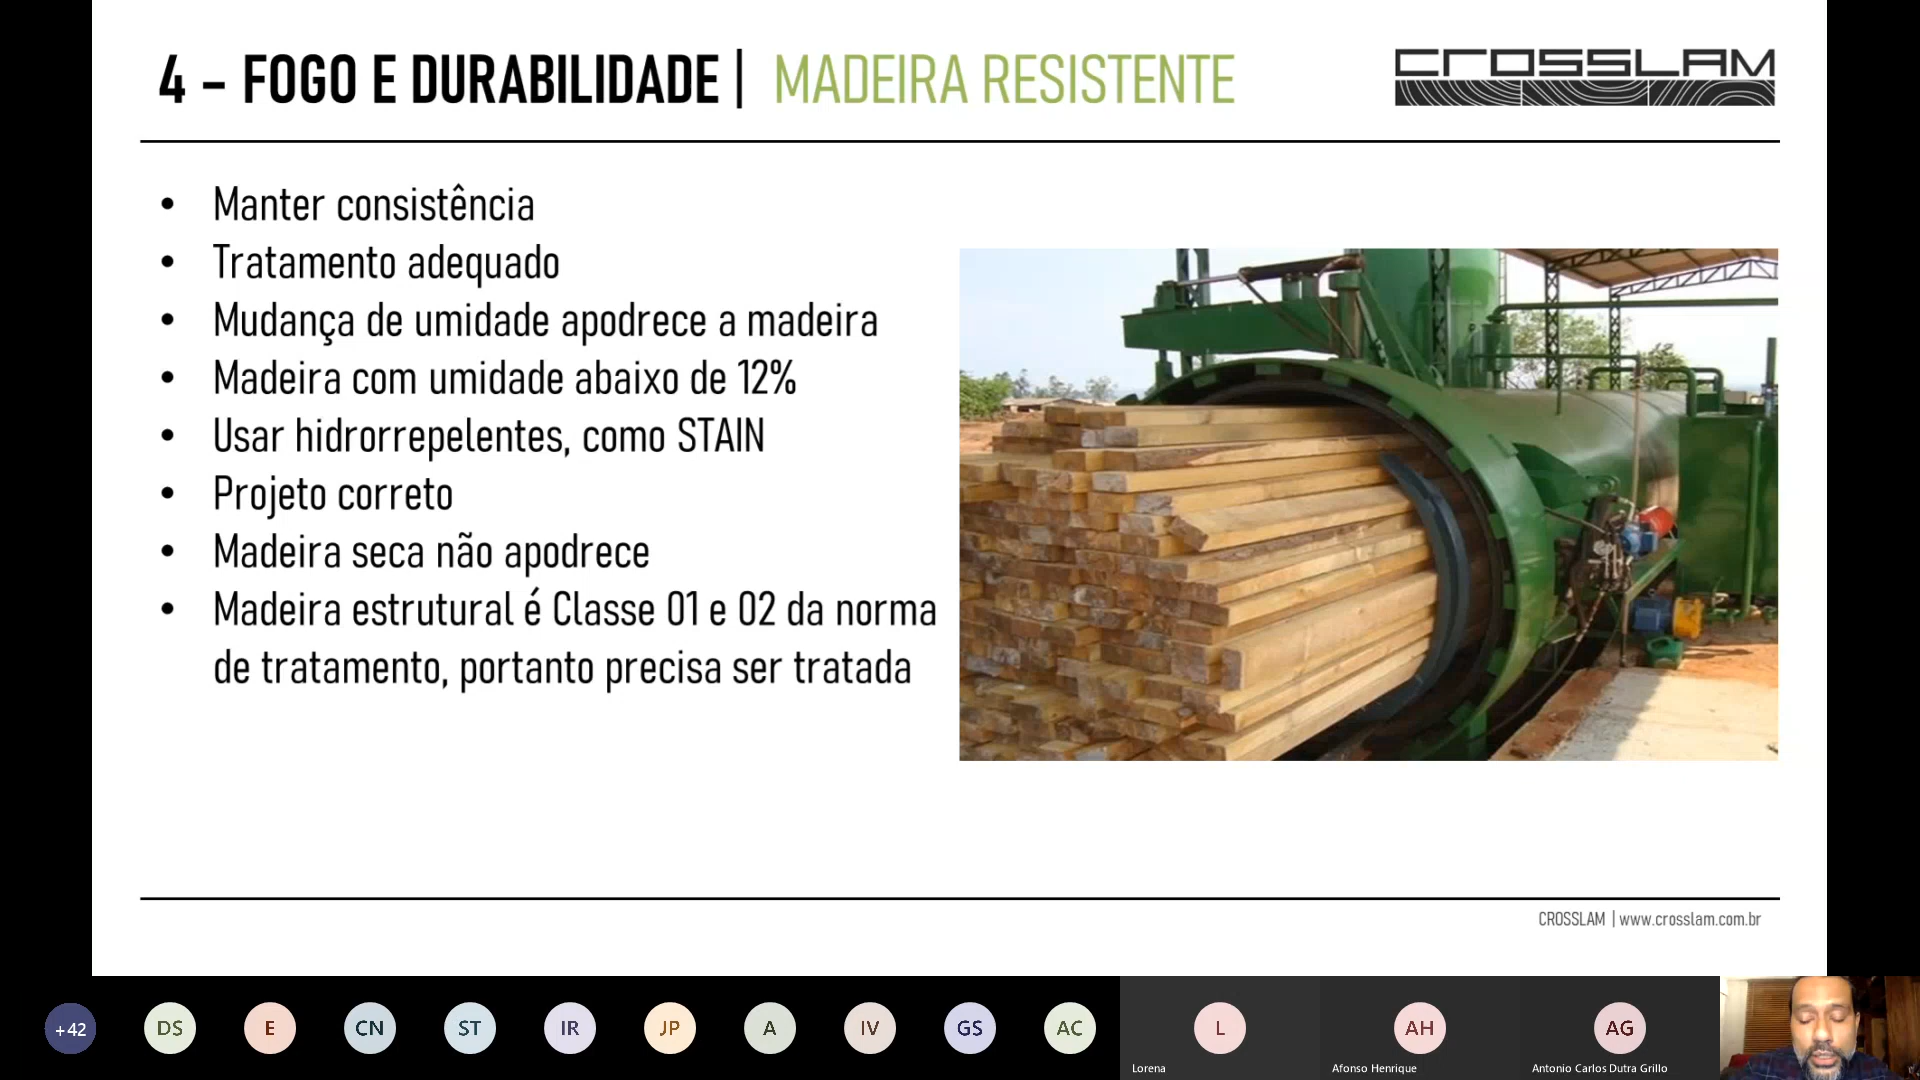 4 – FOGO E DURABILIDADE | MADEIRA RESISTENTE
CROSSLAM
• Manter consistência
• Tratamento adequado
• Mudança de umidade apodrece a madeira
• Madeira com umidade abaixo de 12%
• Usar hidrorrepelentes, como STAIN
• Projeto correto
• Madeira seca não apodrece
• Madeira estrutural é Classe 01 e 02 da norma
de tratamento, portanto precisa ser tratada
CROSSLAM | www.crosslam.com.br
+42 DS E CN ST IR JP A IV GS AC L AH AG
Lorena Afonso Henrique Antonio Carlos Dutra Grillo